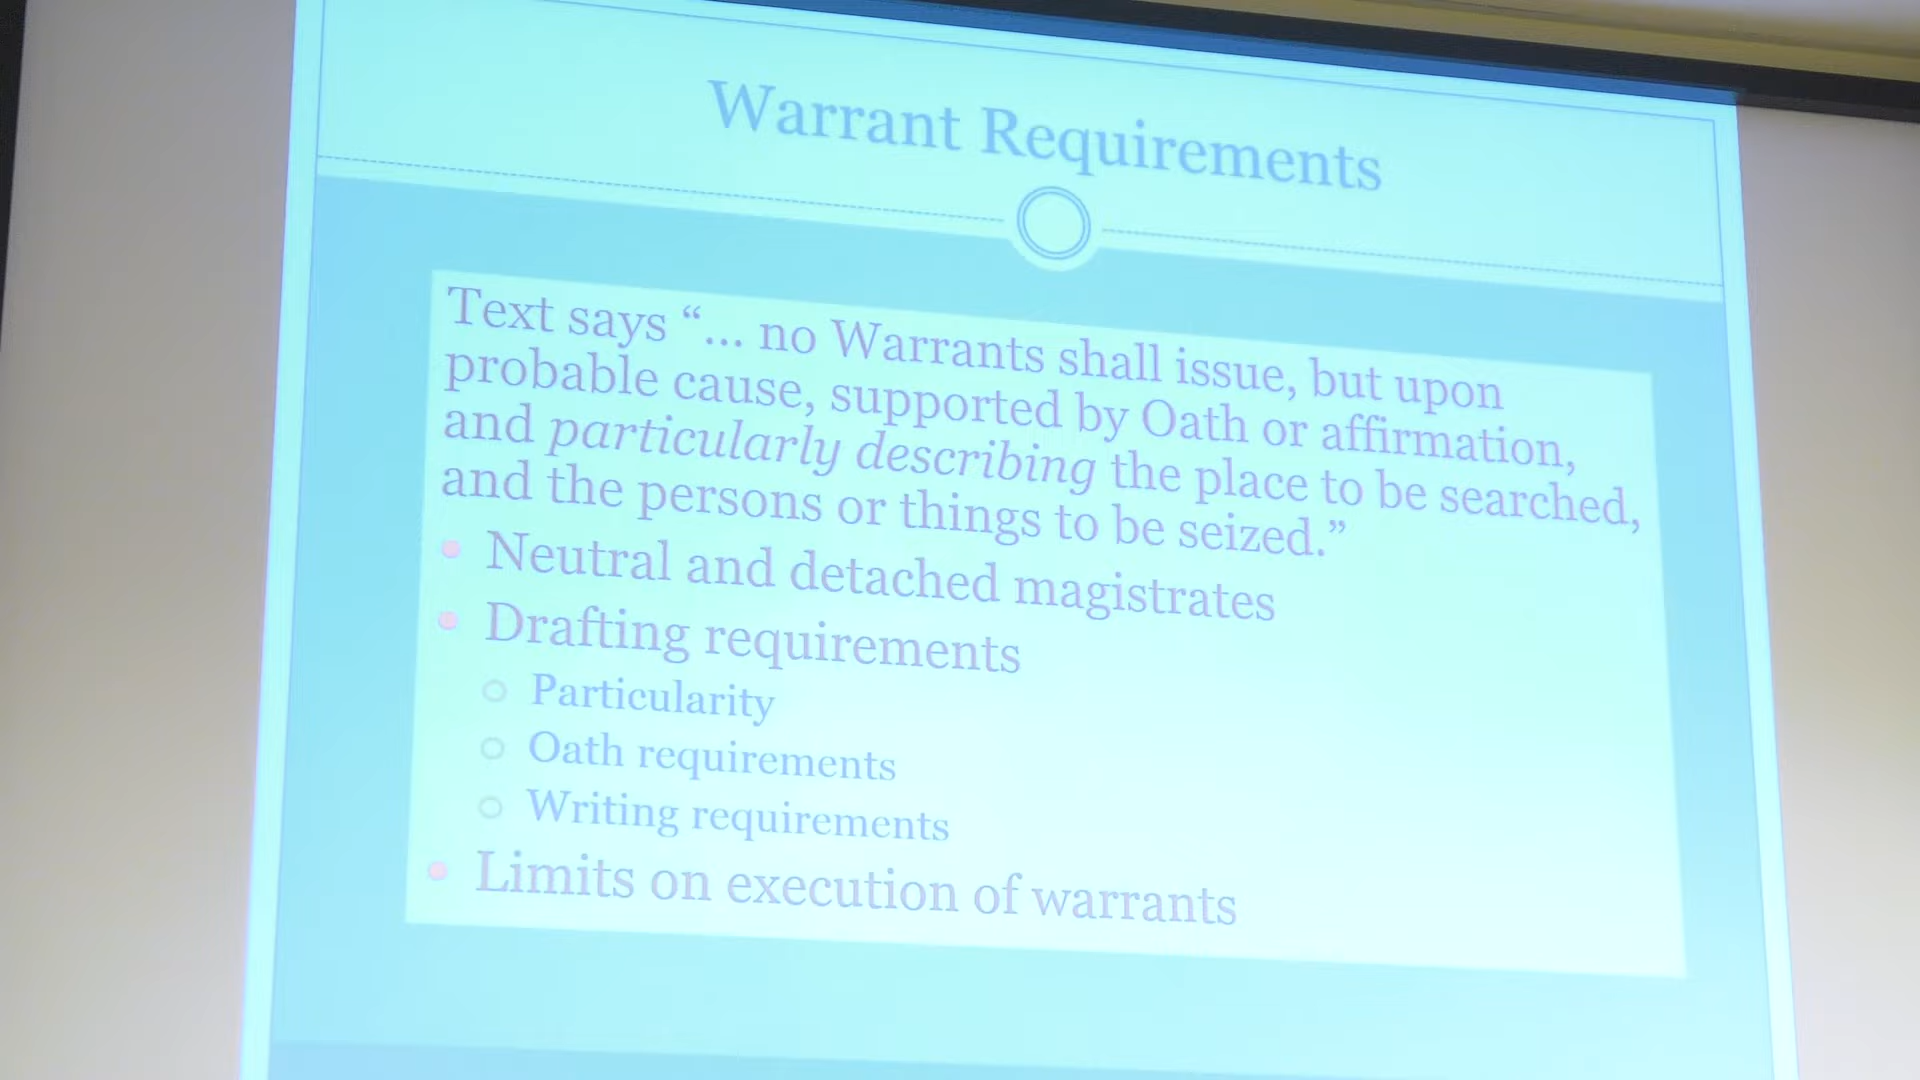 Warrant Requirements
Text says “... no Warrants shall issue, but upon
probable cause, supported by Oath or affirmation,
and particularly describing the place to be searched,
and the persons or things to be seized.”
• Neutral and detached magistrates
• Drafting requirements
○ Particularity
○ Oath requirements
○ Writing requirements
• Limits on execution of warrants